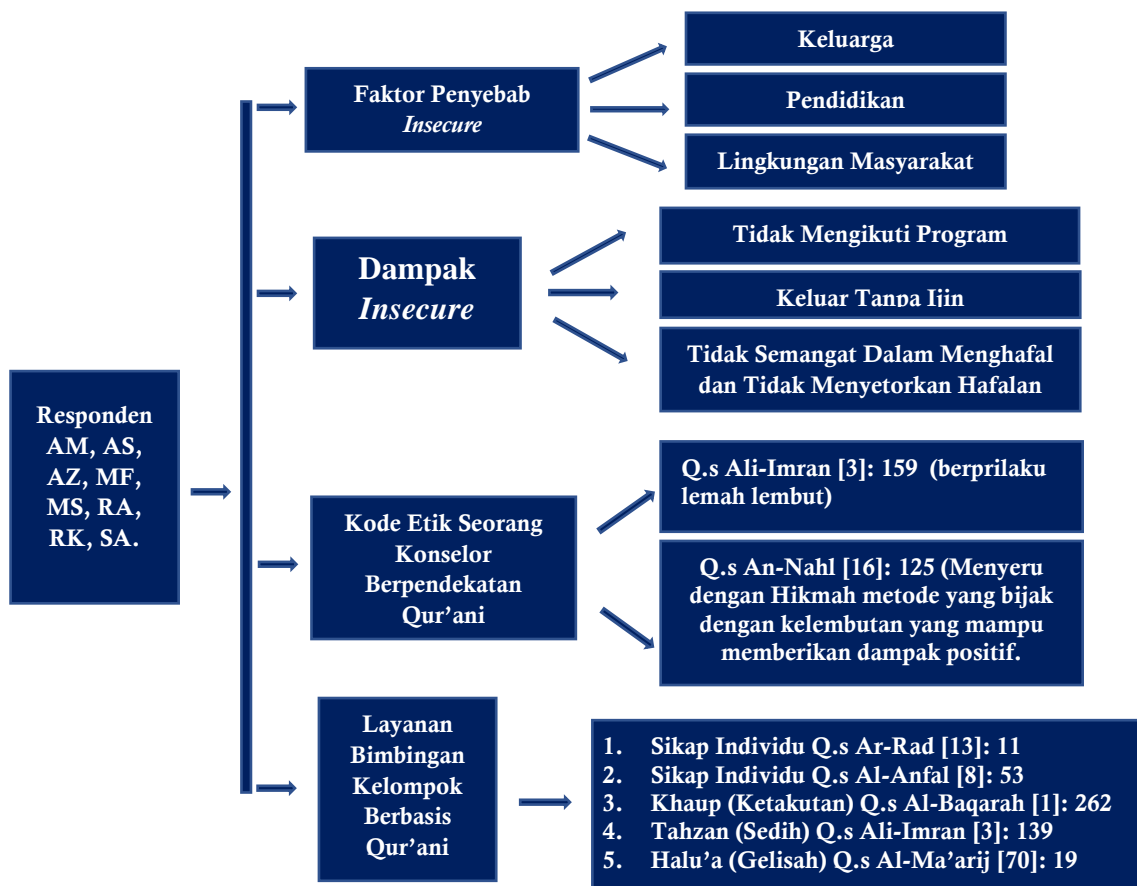 Responden
AM, AS,
AZ, MF,
MS, RA,
RK, SA.
Faktor Penyebab
Insecure
Keluarga
Pendidikan
Lingkungan Masyarakat
Dampak
Insecure
Tidak Mengikuti Program
Keluar Tanpa Ijin
Tidak Semangat Dalam Menghafal
dan Tidak Menyetorkan Hafalan
Kode Etik Seorang
Konselor
Berpendekatan
Qur’ani
Q.s Ali-Imran [3]: 159 (berprilaku
lemah lembut)
Q.s An-Nahl [16]: 125 (Menyeru
dengan Hikmah metode yang bijak
dengan kelembutan yang mampu
memberikan dampak positif.
Layanan
Bimbingan
Kelompok
Berbasis
Qur’ani
1. Sikap Individu Q.s Ar-Rad [13]: 11
2. Sikap Individu Q.s Al-Anfal [8]: 53
3. Khaup (Ketakutan) Q.s Al-Baqarah [1]: 262
4. Tahzan (Sedih) Q.s Ali-Imran [3]: 139
5. Halu’a (Gelisah) Q.s Al-Ma’arij [70]: 19